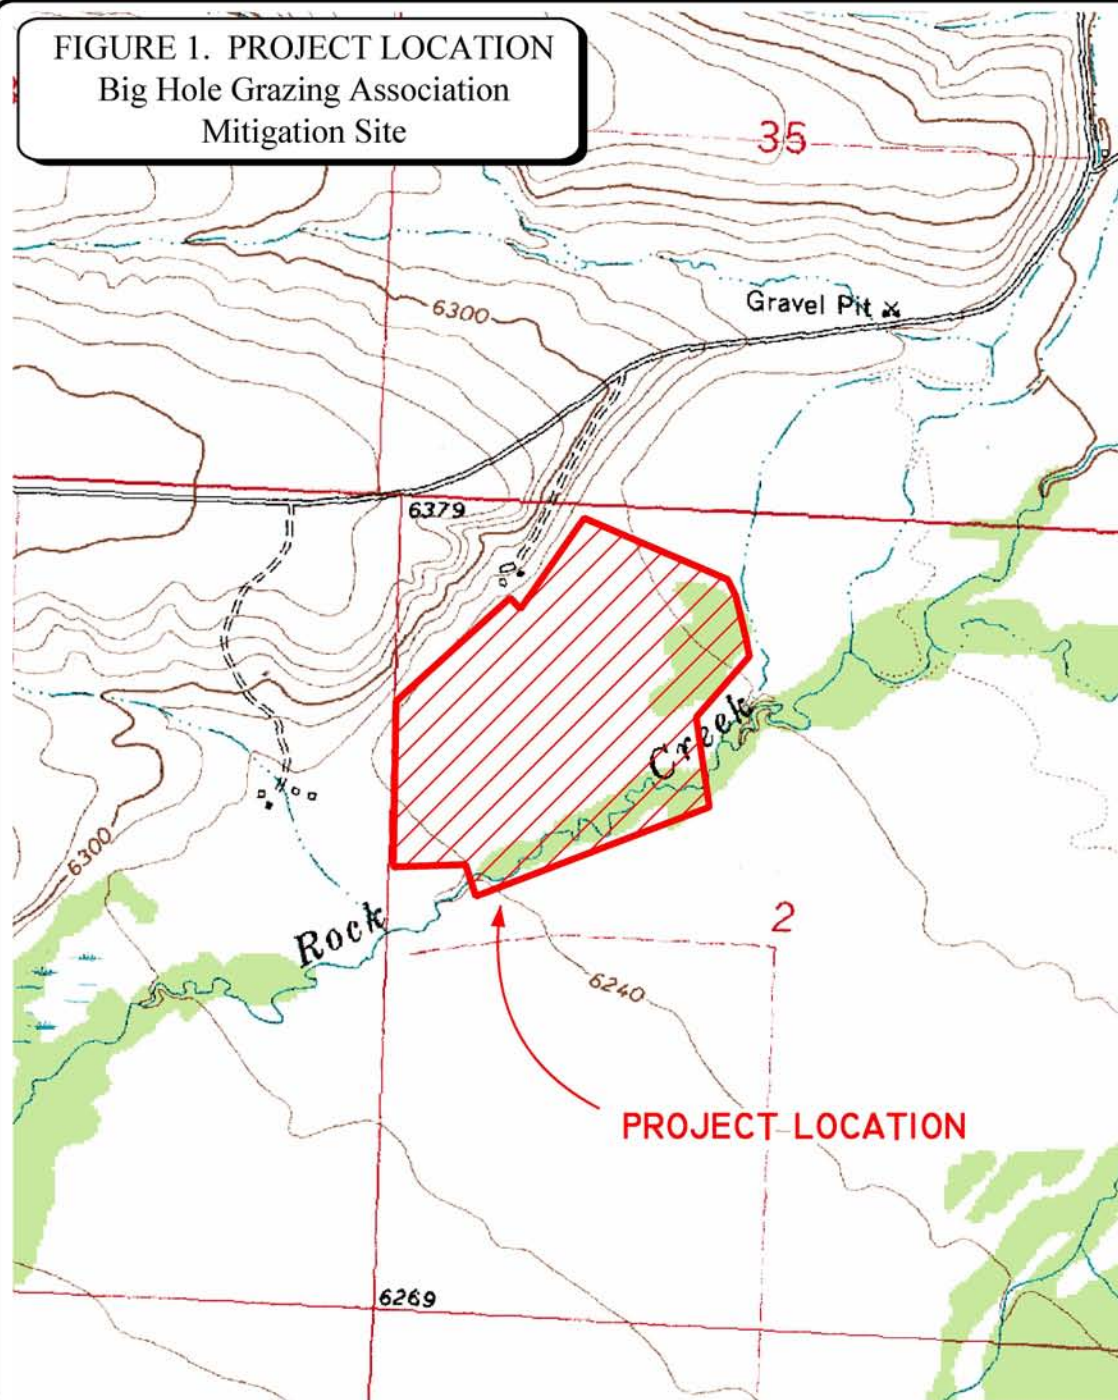 FIGURE 1. PROJECT LOCATION
Big Hole Grazing Association
Mitigation Site
35
6300
Gravel Pit
6379
Creek
6300
Rock
2
6240
PROJECT LOCATION
6269